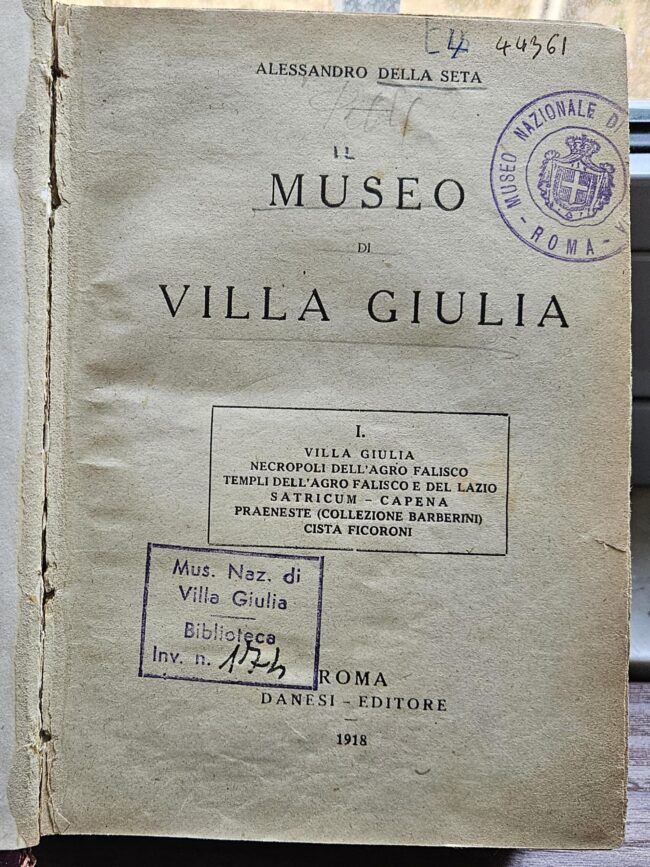 44361
ALESSANDRO DELLA SETA
IL
MUSEO
DI
VILLA GIULIA
MUSEO NAZIONALE DI
- ROMA -
I.
VILLA GIULIA
NECROPOLI DELL'AGRO FALISCO
TEMPLI DELL'AGRO FALISCO E DEL LAZIO
SATRICUM - CAPENA
PRAENESTE (COLLEZIONE BARBERINI)
CISTA FICORONI
Mus. Naz. di
Villa Giulia
Biblioteca
Inv. n. 174
ROMA
DANESI - EDITORE
1918